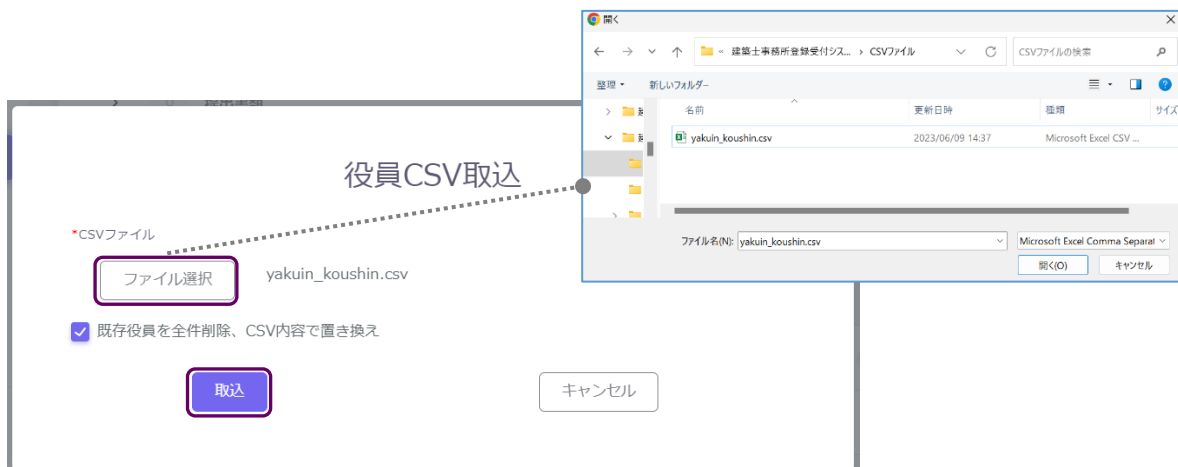 開く
« 建築士事務所登録受付シス... › CSVファイル
CSVファイルの検索
整理
新しいフォルダー
名前
更新日時
種類
サイズ
yakuin_koushin.csv
2023/06/09 14:37
Microsoft Excel CSV ...
ファイル名(N):
yakuin_koushin.csv
Microsoft Excel Comma Separat
開く(O)
キャンセル
役員CSV取込
*CSVファイル
ファイル選択
yakuin_koushin.csv
既存役員を全件削除、CSV内容で置き換え
取込
キャンセル